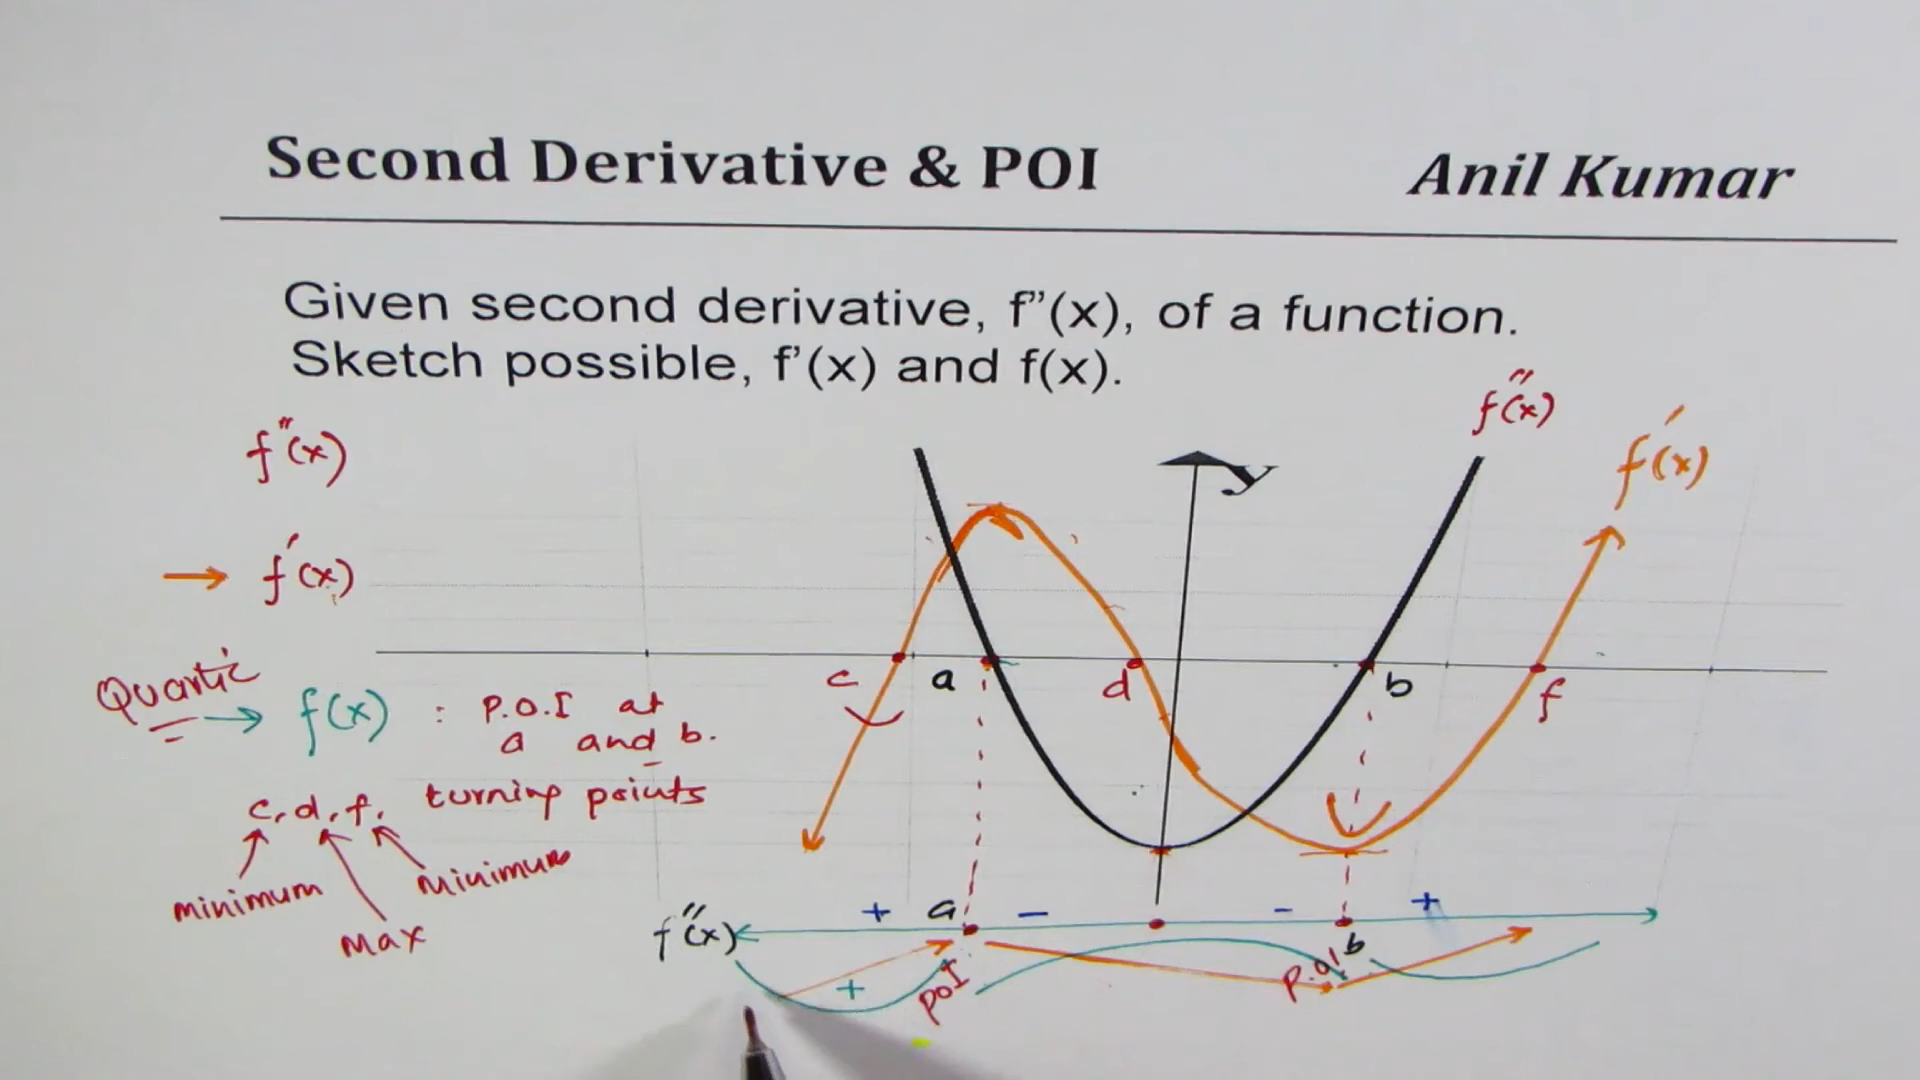 Second Derivative & POI
Anil Kumar
Given second derivative, f”(x), of a function.
Sketch possible, f’(x) and f(x).
f"(x)
f'(x)
Quartic
f(x) : P.O.I at
a and b.
c, d, f, turning points
minimum
Max
Minimum
y
f"(x)
f'(x)
c
a
d
b
f
f"(x)
+
a
-
-
+
+
POI
P.OI
b